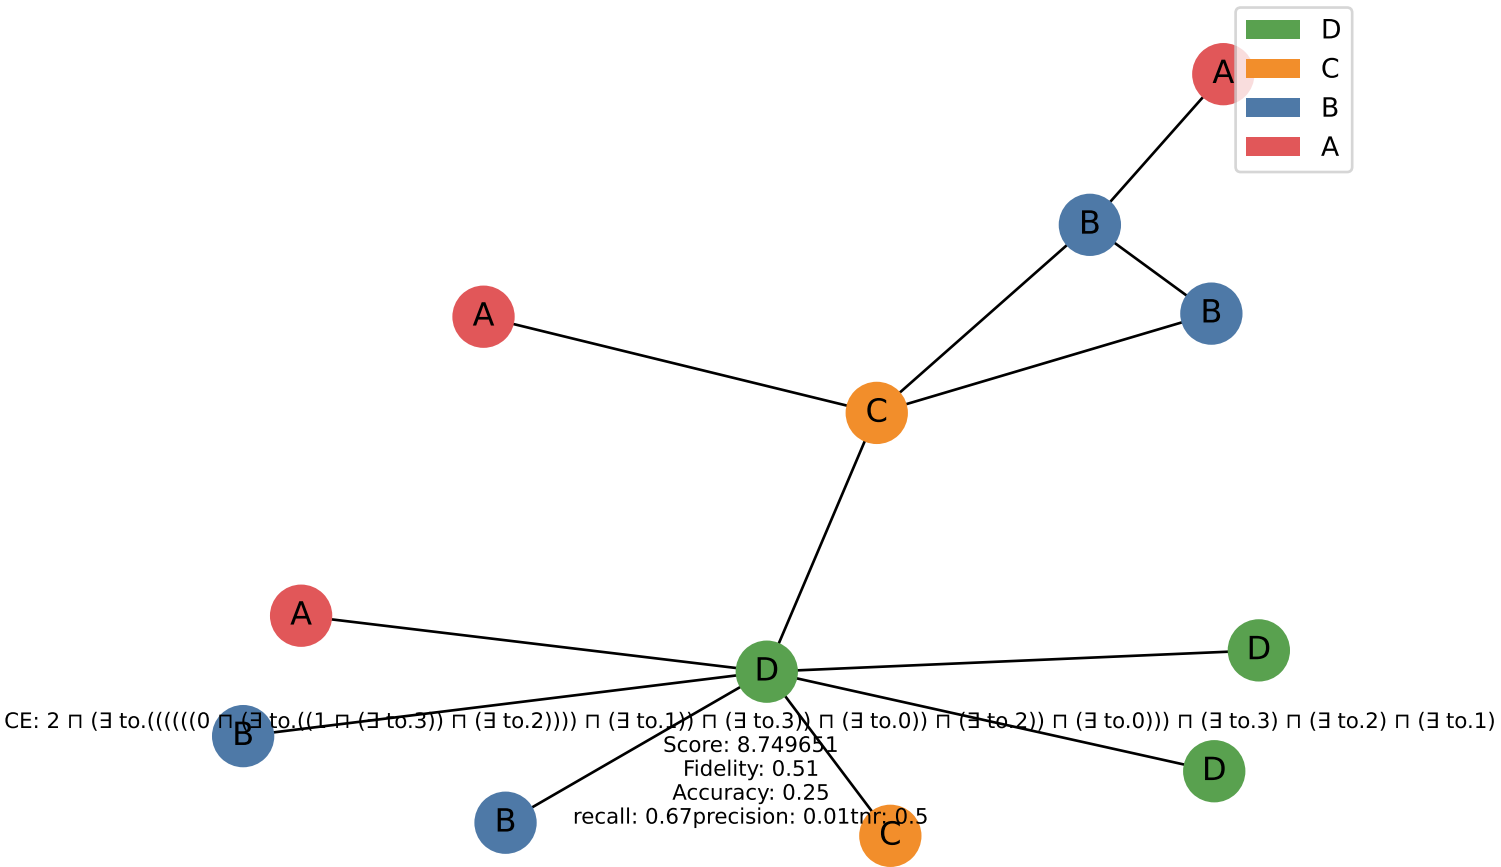 D
A
C
B
A
B
A
B
C
A
D
D
CE: 2 ⊓ (∃ to.((((((0 ⊓ (∃ to.((1 ⊓ (∃ to.3)) ⊓ (∃ to.2)))) ⊓ (∃ to.1)) ⊓ (∃ to.3)) ⊓ (∃ to.0)) ⊓ (∃ to.2)) ⊓ (∃ to.0))) ⊓ (∃ to.3) ⊓ (∃ to.2) ⊓ (∃ to.1)
B
Score: 8.749651
Fidelity: 0.51
D
Accuracy: 0.25
recall: 0.67precision: 0.01tnr: 0.5
B
C